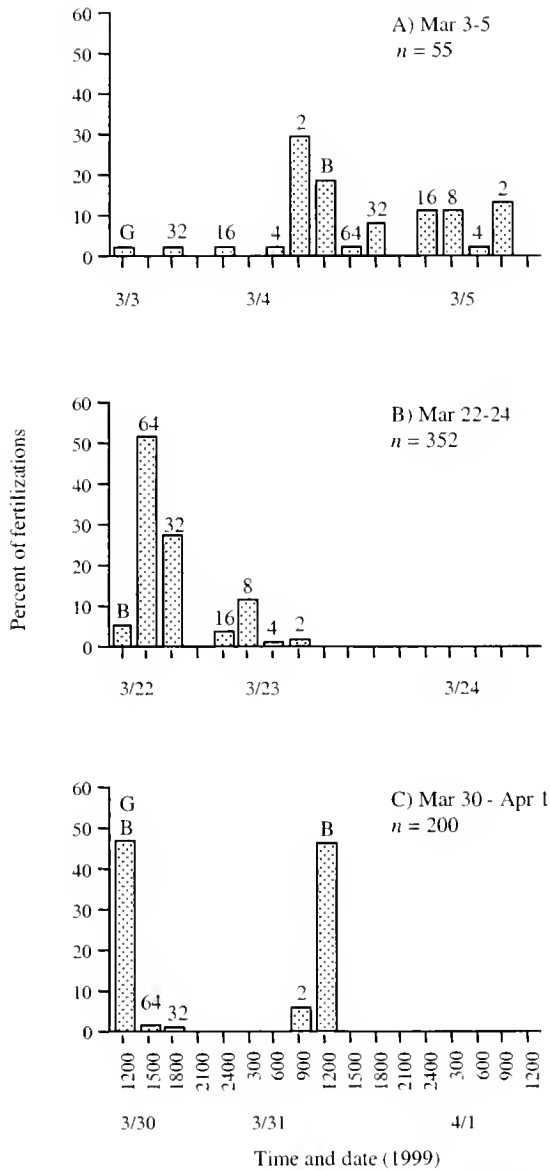 A) Mar 3-5
n = 55
60
50
40
30
20
10
0
G 32 16 4 2 B 64 32 16 8 4 2
3/3 3/4 3/5
Percent of fertilizations
B) Mar 22-24
n = 352
60
50
40
30
20
10
0
B 64 32 16 8 4 2
3/22 3/23 3/24
C) Mar 30 - Apr 1
n = 200
60
50
40
30
20
10
0
G
B 64 32 2 B
1200 1500 1800 2100 2400 300 600 900 1200 1500 1800 2100 2400 300 600 900 1200
3/30 3/31 4/1
Time and date (1999)